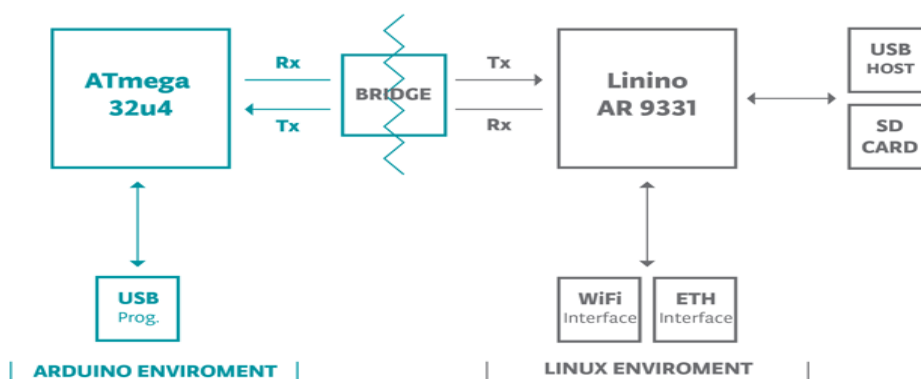 ATmega
32u4
Rx
Tx
BRIDGE
Tx
Rx
Linino
AR 9331
USB
HOST
SD
CARD
USB
Prog.
WiFi
Interface
ETH
Interface
ARDUINO ENVIROMENT
LINUX ENVIROMENT